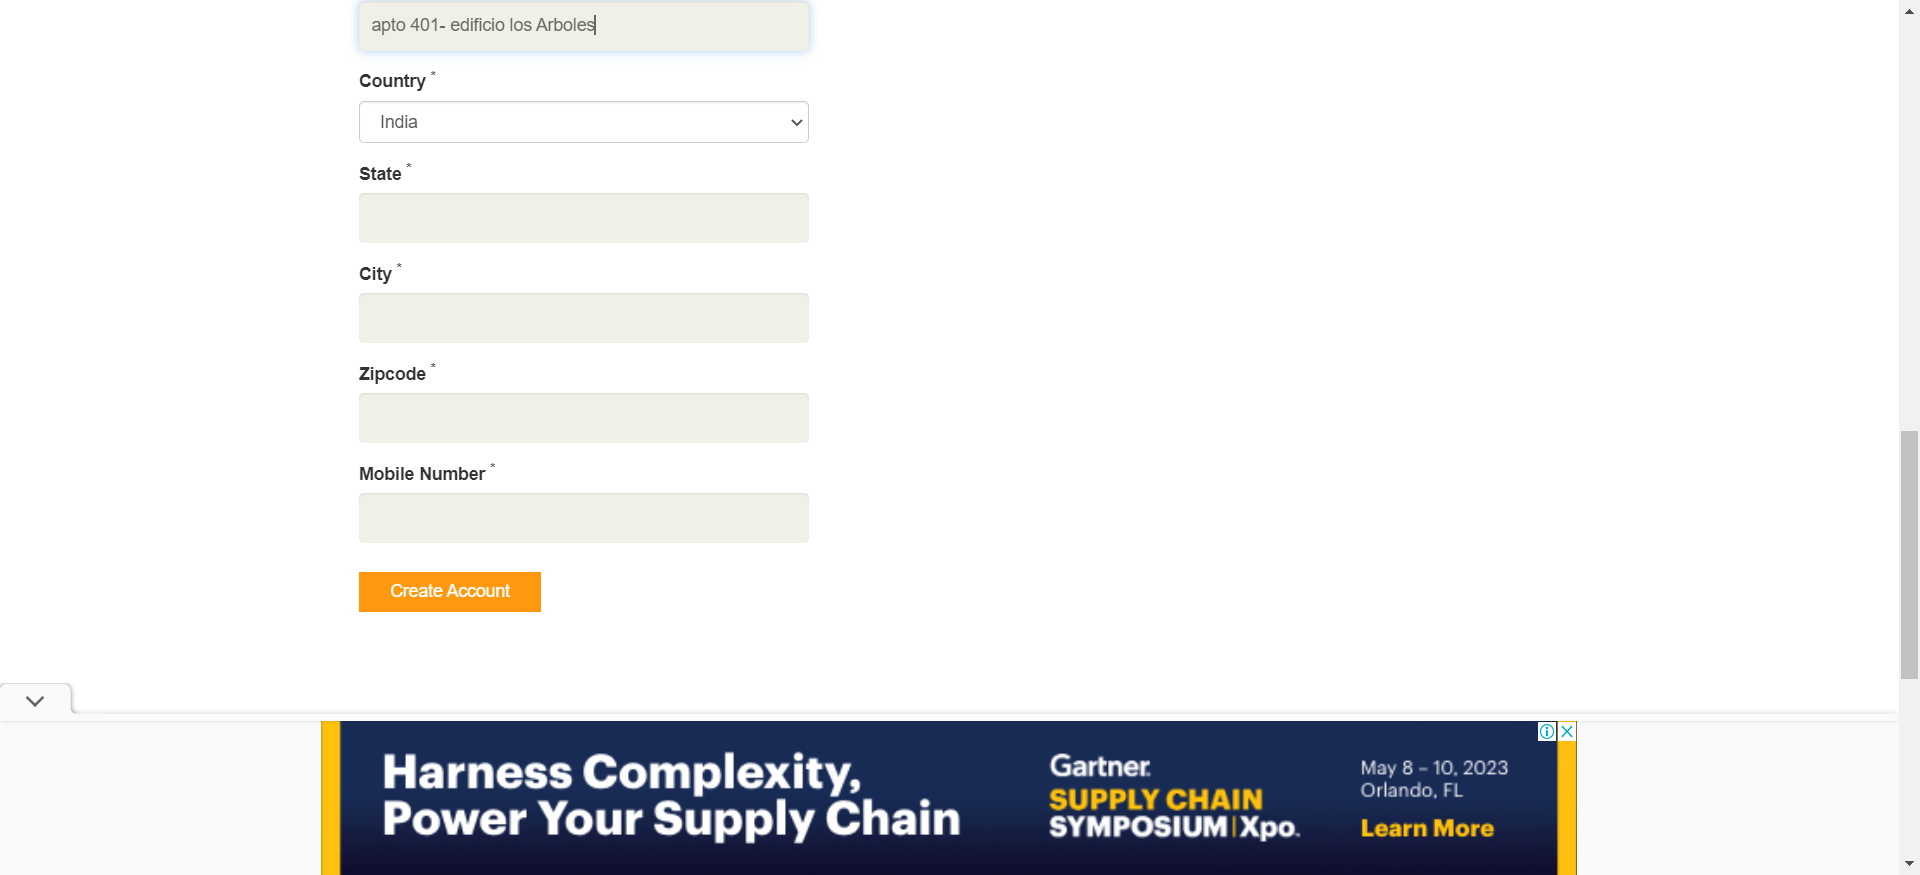 apto 401- edificio los Arboles
Country *
India
State *
City *
Zipcode *
Mobile Number *
Create Account
Harness Complexity,
Power Your Supply Chain
Gartner
SUPPLY CHAIN
SYMPOSIUM | Xpo.
May 8 – 10, 2023
Orlando, FL
Learn More